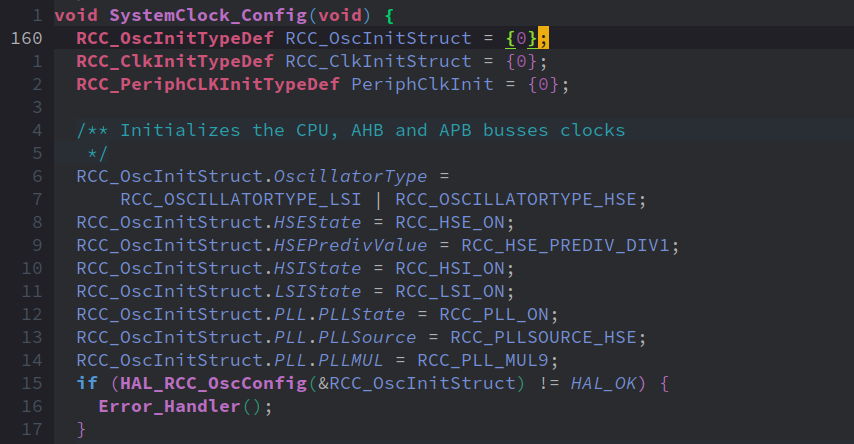 1 void SystemClock_Config(void) {
160 RCC_OscInitTypeDef RCC_OscInitStruct = {0};
1 RCC_ClkInitTypeDef RCC_ClkInitStruct = {0};
2 RCC_PeriphCLKInitTypeDef PeriphClkInit = {0};
3
4 /** Initializes the CPU, AHB and APB busses clocks
5 */
6 RCC_OscInitStruct.OscillatorType =
7 RCC_OSCILLATORTYPE_LSI | RCC_OSCILLATORTYPE_HSE;
8 RCC_OscInitStruct.HSEState = RCC_HSE_ON;
9 RCC_OscInitStruct.HSEPredivValue = RCC_HSE_PREDIV_DIV1;
10 RCC_OscInitStruct.HSIState = RCC_HSI_ON;
11 RCC_OscInitStruct.LSIState = RCC_LSI_ON;
12 RCC_OscInitStruct.PLL.PLLState = RCC_PLL_ON;
13 RCC_OscInitStruct.PLL.PLLSource = RCC_PLLSOURCE_HSE;
14 RCC_OscInitStruct.PLL.PLLMUL = RCC_PLL_MUL9;
15 if (HAL_RCC_OscConfig(&RCC_OscInitStruct) != HAL_OK) {
16 Error_Handler();
17 }